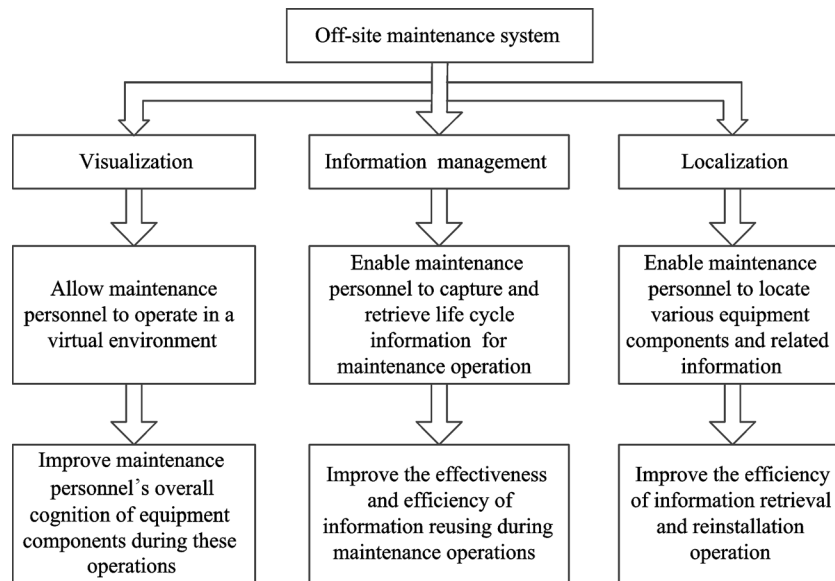 Off-site maintenance system
Visualization
Information management
Localization
Allow maintenance
personnel to operate in a
virtual environment
Enable maintenance
personnel to capture and
retrieve life cycle
information for
maintenance operation
Enable maintenance
personnel to locate
various equipment
components and related
information
Improve maintenance
personnel's overall
cognition of equipment
components during these
operations
Improve the effectiveness
and efficiency of
information reusing during
maintenance operations
Improve the efficiency
of information retrieval
and reinstallation
operation